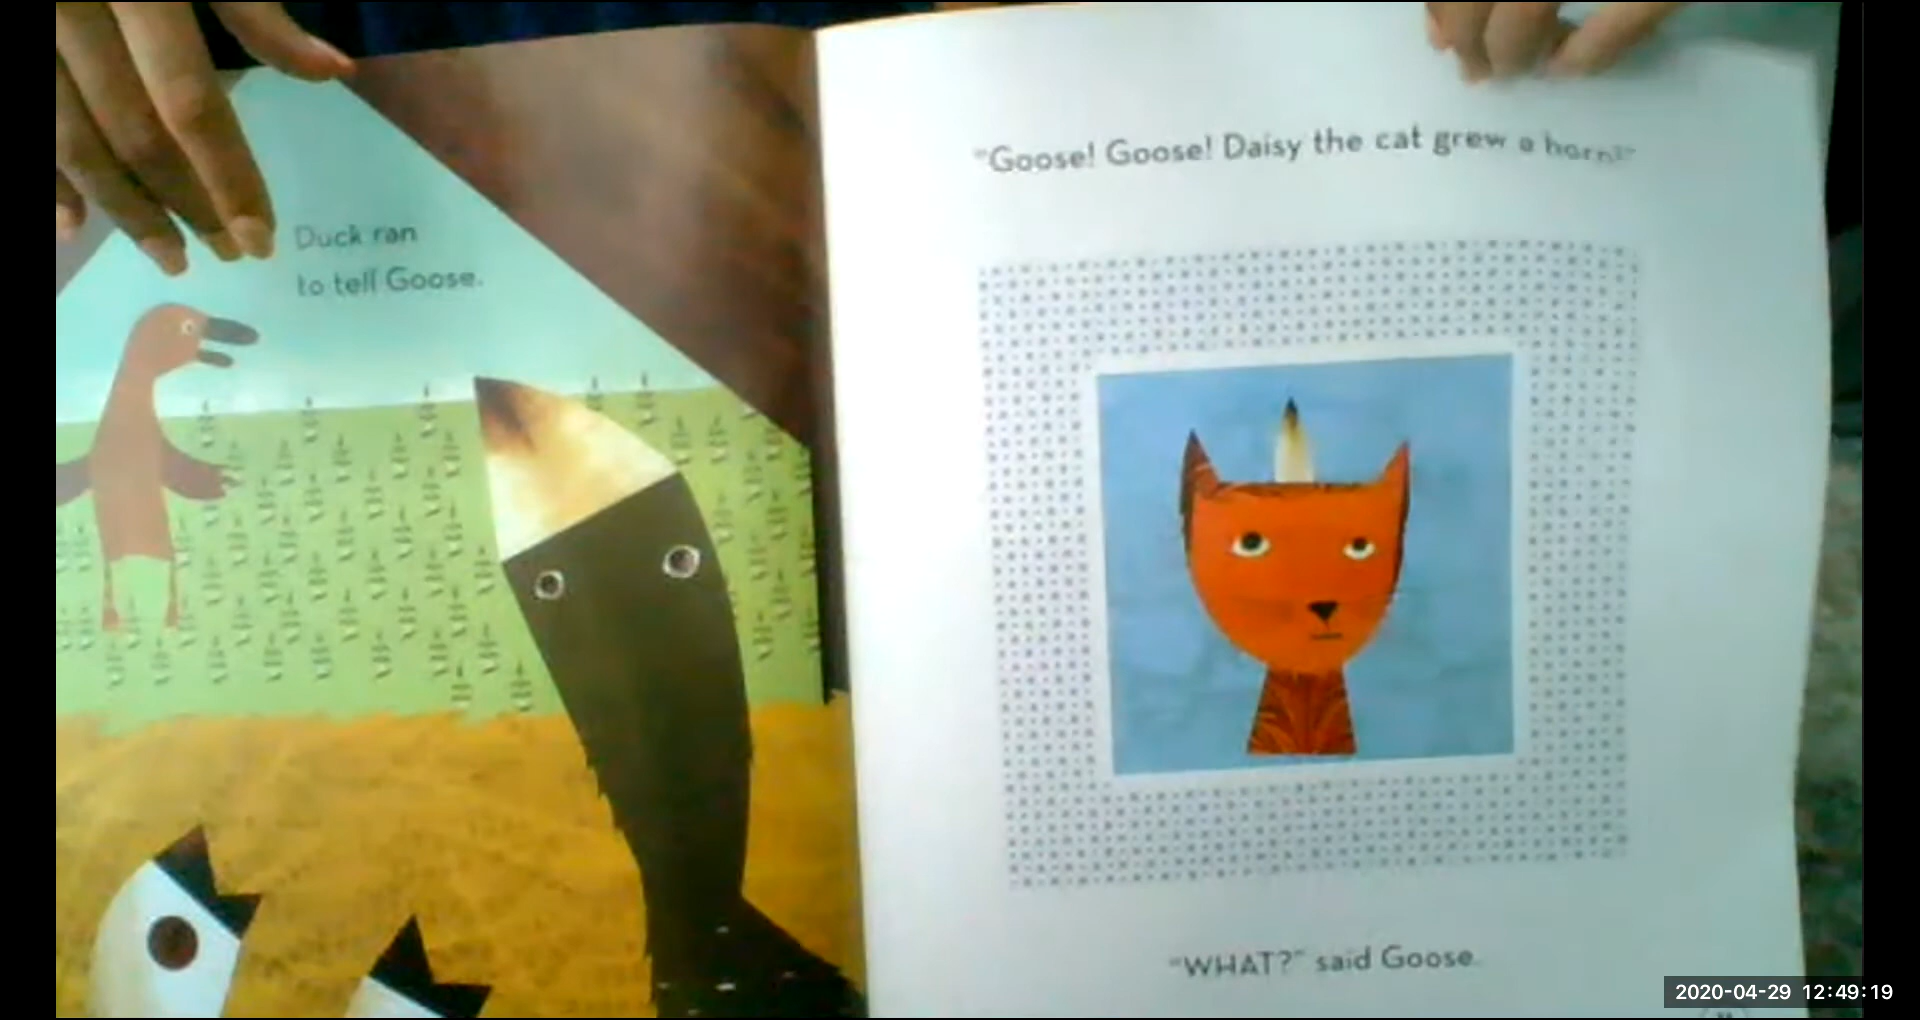 Duck ran
to tell Goose.
"Goose! Goose! Daisy the cat grew a horn!"
"WHAT?" said Goose.
2020-04-29 12:49:19